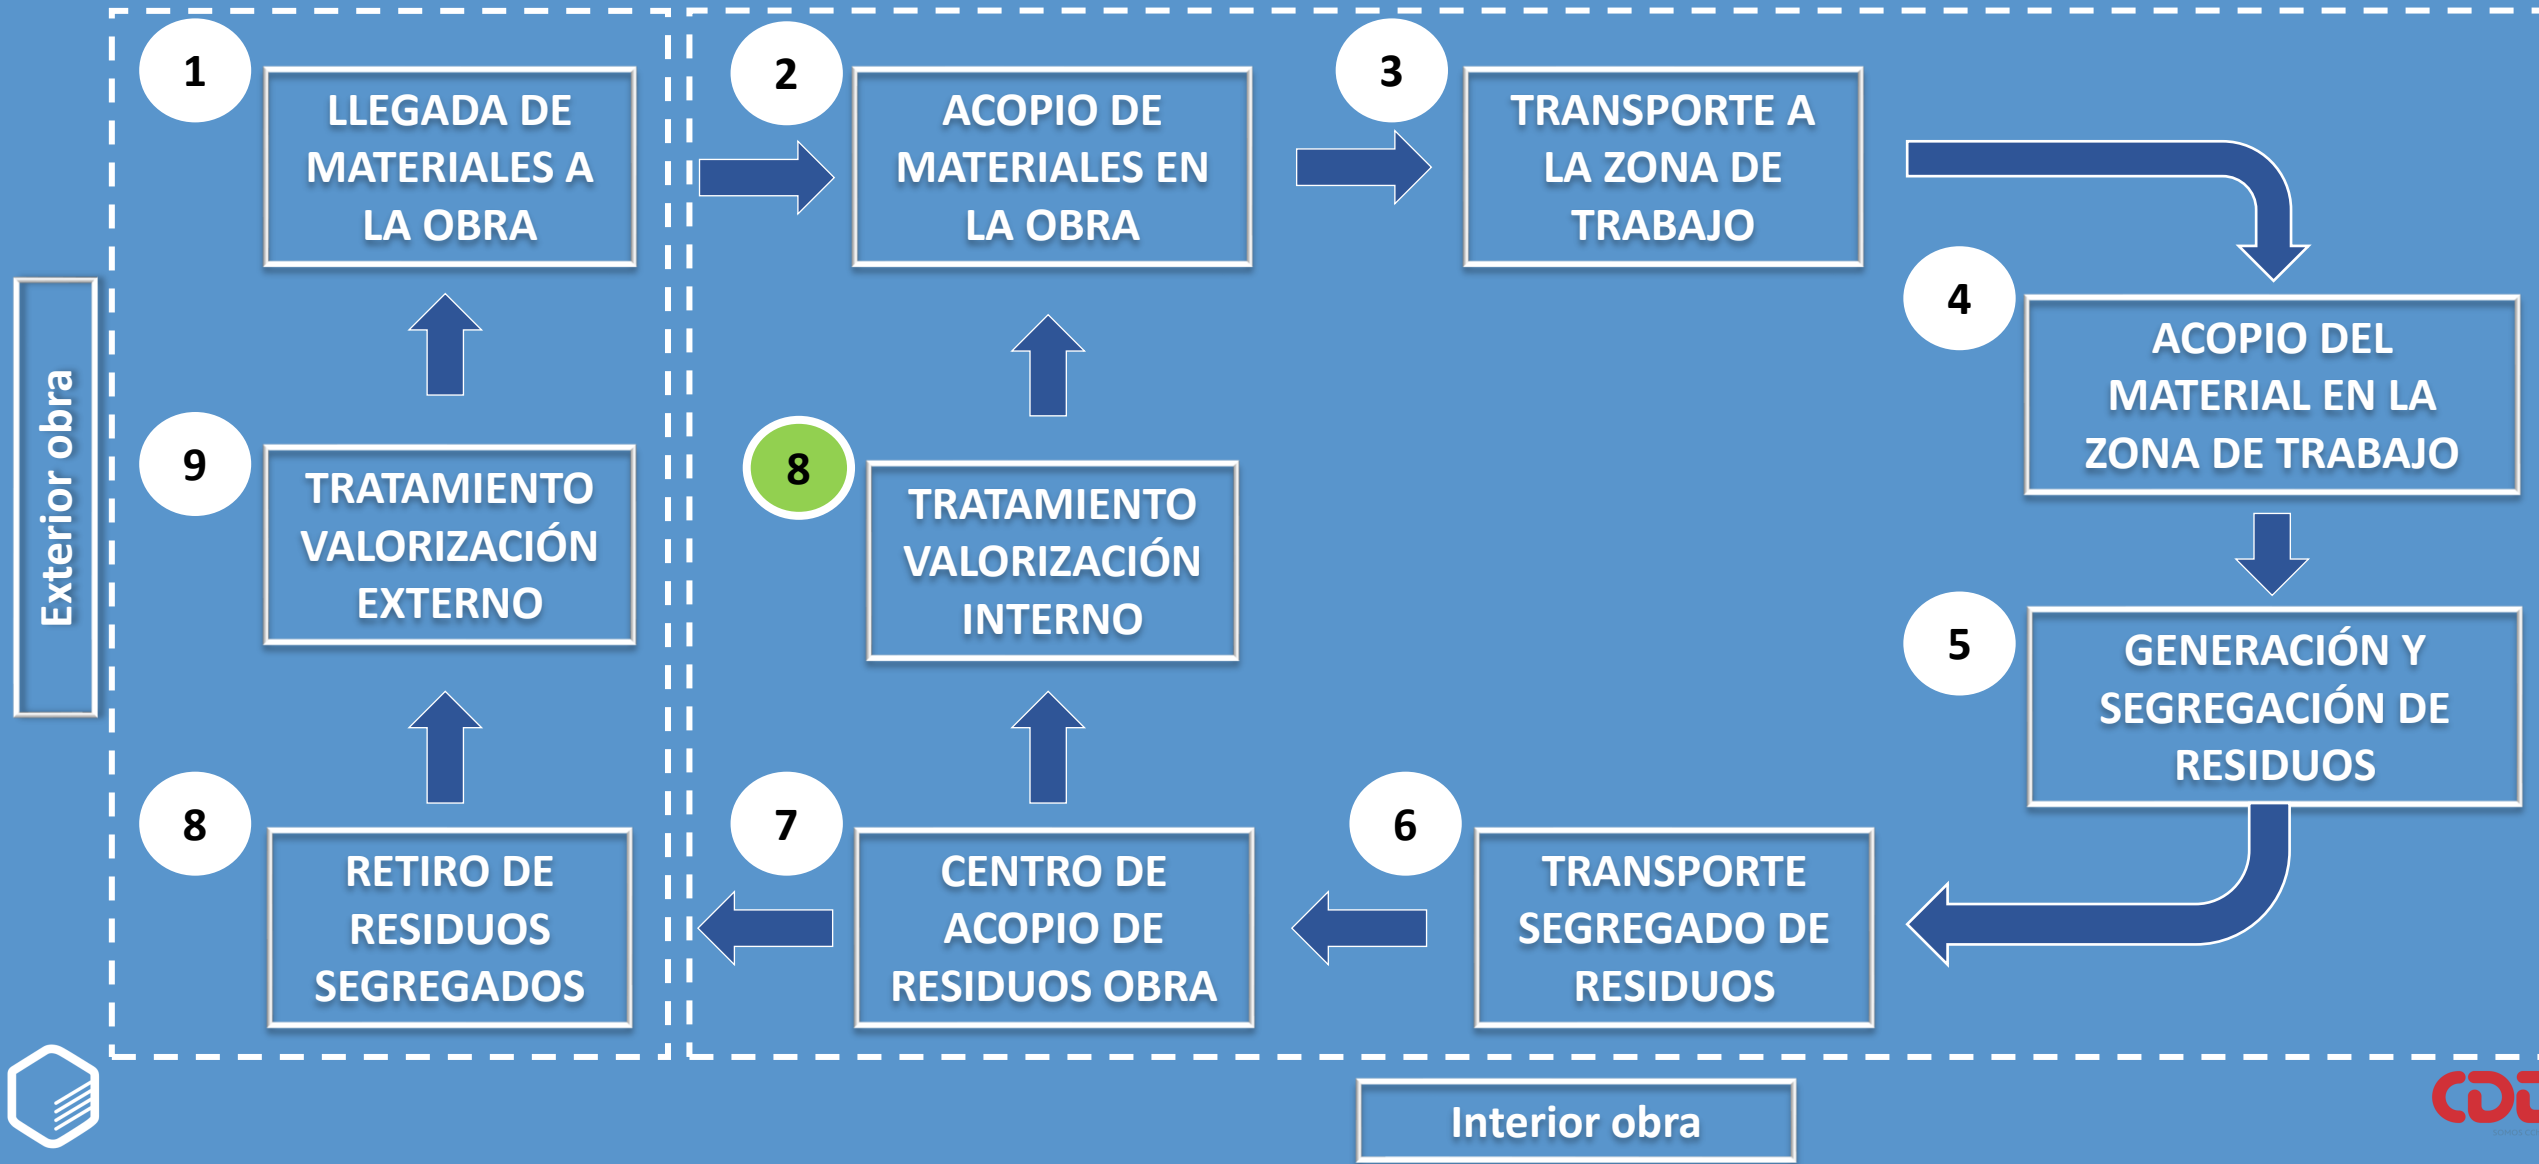 1
LLEGADA DE
MATERIALES A
LA OBRA
2
ACOPIO DE
MATERIALES EN
LA OBRA
3
TRANSPORTE A
LA ZONA DE
TRABAJO
4
ACOPIO DEL
MATERIAL EN LA
ZONA DE TRABAJO
5
GENERACIÓN Y
SEGREGACIÓN DE
RESIDUOS
6
TRANSPORTE
SEGREGADO DE
RESIDUOS
7
CENTRO DE
ACOPIO DE
RESIDUOS OBRA
8
TRATAMIENTO
VALORIZACIÓN
INTERNO
8
RETIRO DE
RESIDUOS
SEGREGADOS
9
TRATAMIENTO
VALORIZACIÓN
EXTERNO
Exterior obra
Interior obra